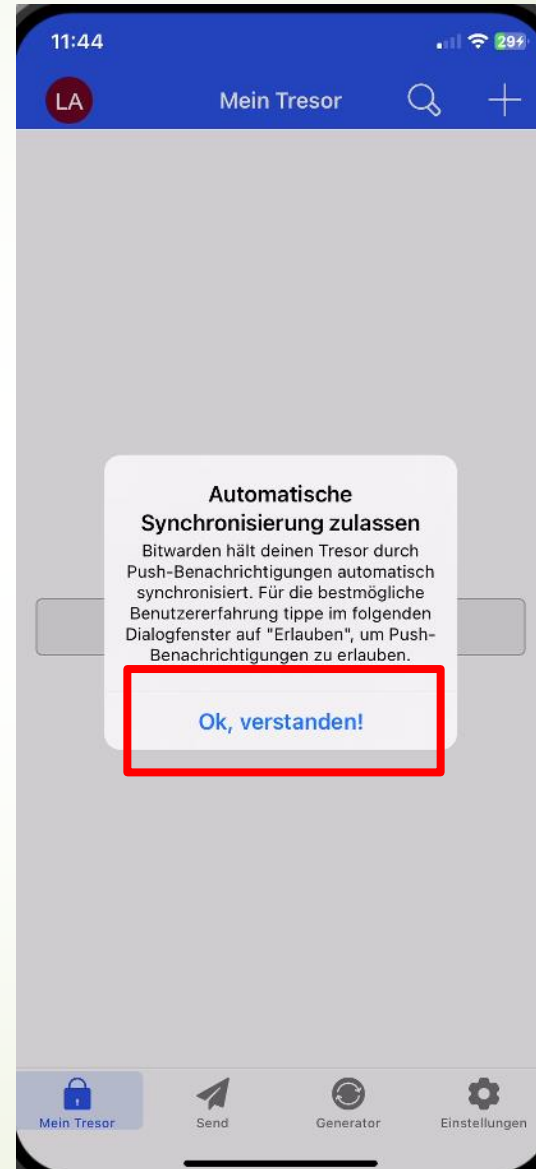 11:44
29
LA
Mein Tresor
Automatische
Synchronisierung zulassen
Bitwarden hält deinen Tresor durch
Push-Benachrichtigungen automatisch
synchronisiert. Für die bestmögliche
Benutzererfahrung tippe im folgenden
Dialogfenster auf "Erlauben", um Push-
Benachrichtigungen zu erlauben.
Ok, verstanden!
Mein Tresor
Send
Generator
Einstellungen